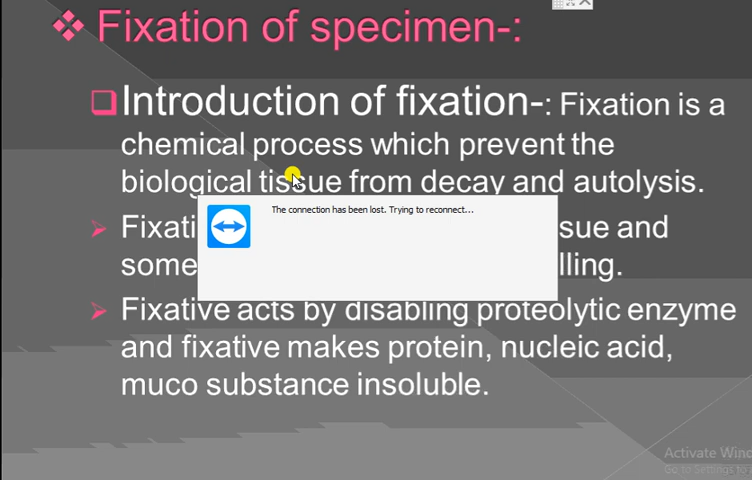 Fixation of specimen-:
Introduction of fixation-: Fixation is a
chemical process which prevent the
biological tissue from decay and autolysis.
The connection has been lost. Trying to reconnect...
sue and
some
lling.
Fixative acts by disabling proteolytic enzyme
and fixative makes protein, nucleic acid,
muco substance insoluble.
Activate Wind
Go to Settings to a